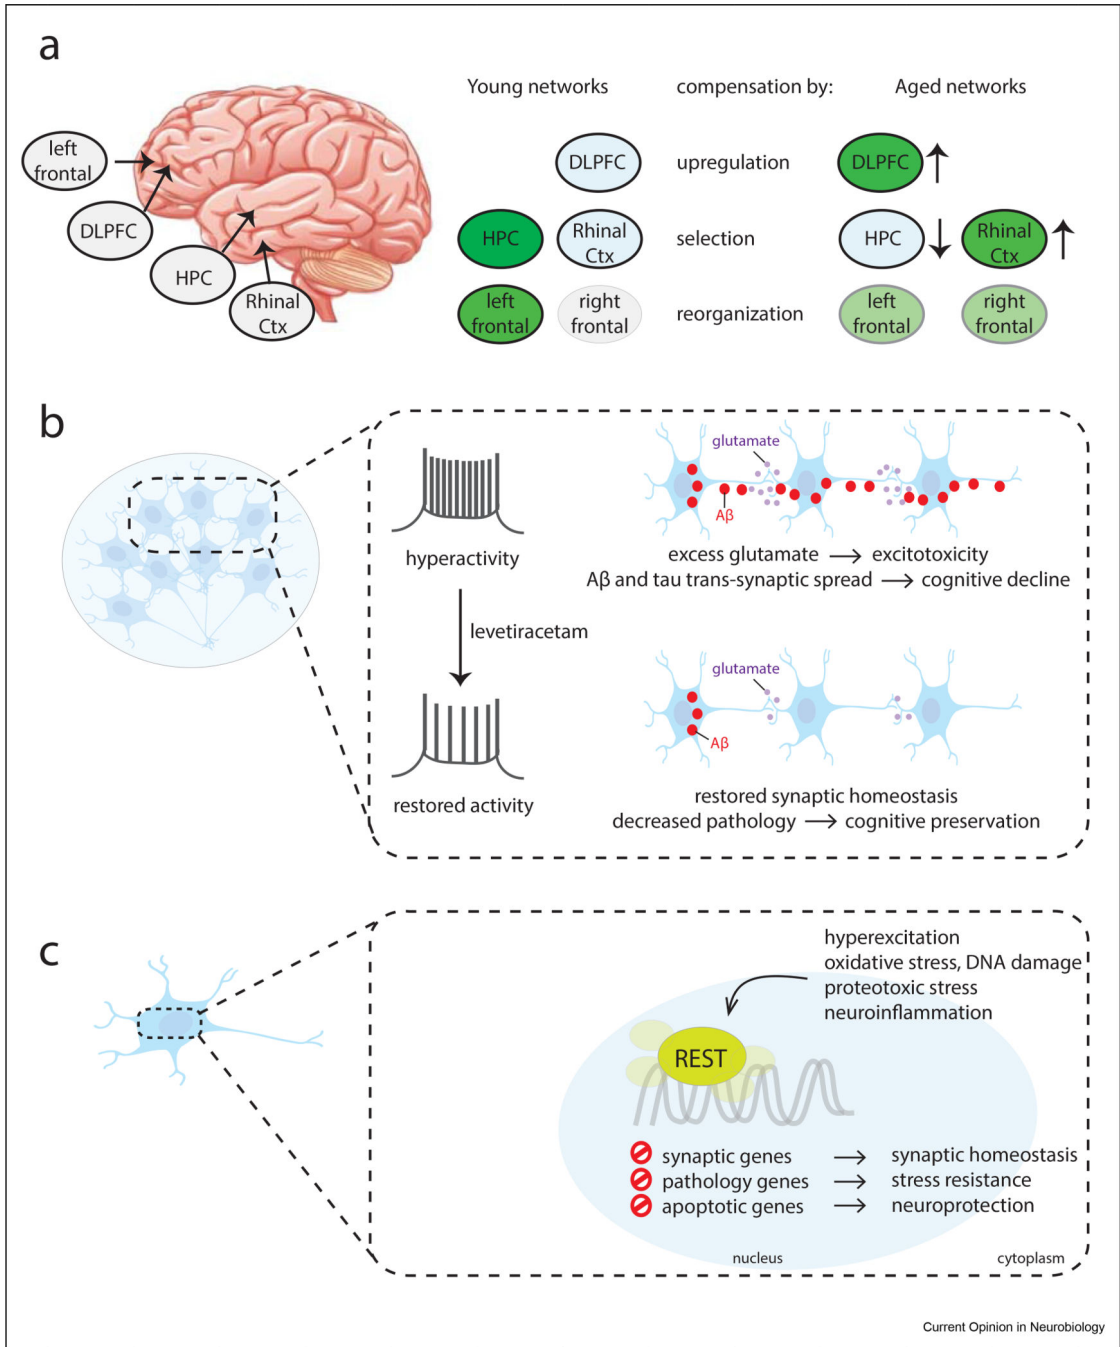 a
Young networks
compensation by:
Aged networks
left
frontal
DLPFC
HPC
Rhinal
Ctx
DLPFC
upregulation
DLPFC
HPC
Rhinal
Ctx
selection
HPC
Rhinal
Ctx
left
frontal
right
frontal
reorganization
left
frontal
right
frontal
b
hyperactivity
levetiracetam
restored activity
glutamate
Aβ
excess glutamate → excitotoxicity
Aβ and tau trans-synaptic spread → cognitive decline
glutamate
Aβ
restored synaptic homeostasis
decreased pathology → cognitive preservation
c
hyperexcitation
oxidative stress, DNA damage
proteotoxic stress
neuroinflammation
REST
synaptic genes → synaptic homeostasis
pathology genes → stress resistance
apoptotic genes → neuroprotection
nucleus
cytoplasm
Current Opinion in Neurobiology